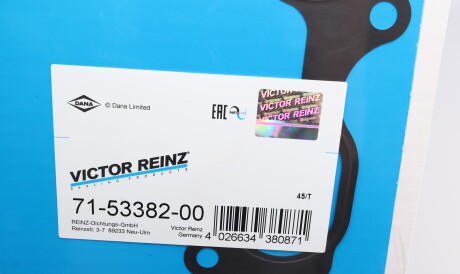 DANA
© Dana Limited
EAC
VICTOR REINZ
VICTOR REINZ
VICTOR REINZ
VICTOR REINZ®
SEALING PRODUCTS
45/T
71-53382-00
REINZ-Dichtungs-GmbH
Reinzstr. 3-7 89233 Neu-Ulm
Victor Reinz
Germany
4 026634 380871